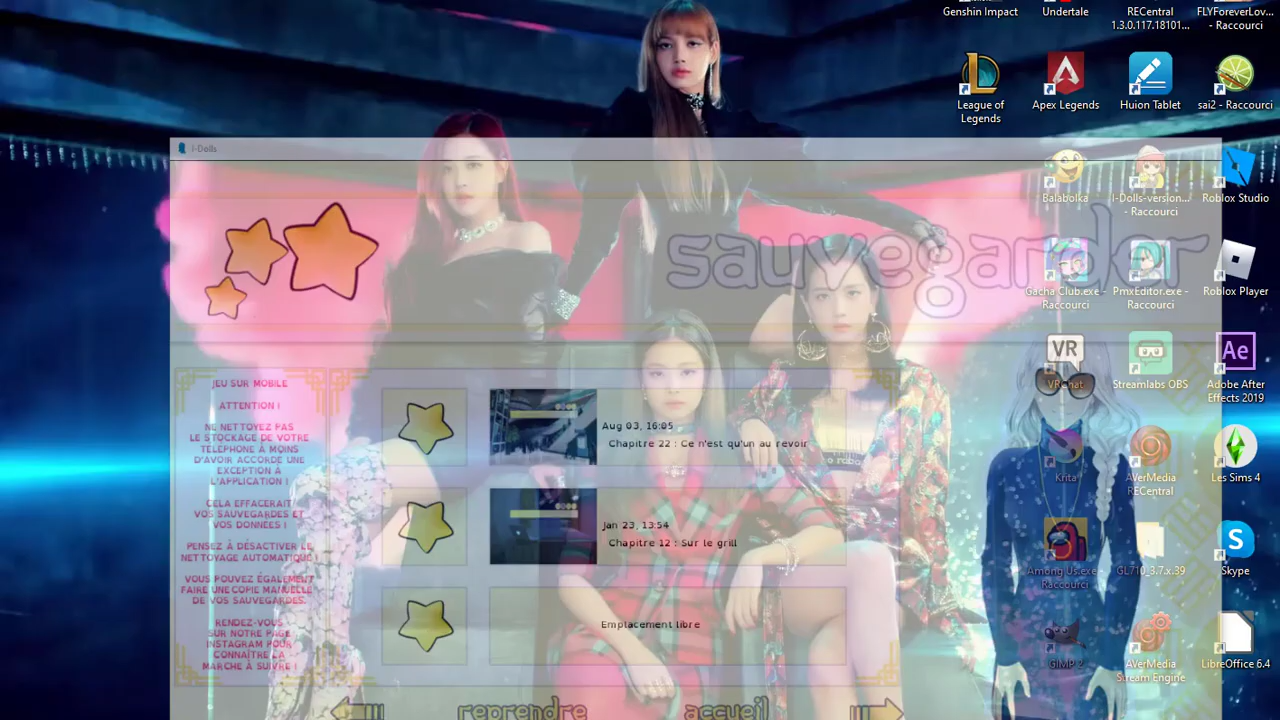 Genshin Impact
Undertale
RECentral
1.3.0.117.18101...
FLYForeverLov...
- Raccourci
League of
Legends
Apex Legends
Huion Tablet
sai2 - Raccourci
I-Dolls
Balabolka
I-Dolls-version...
- Raccourci
Roblox Studio
sauvegarder
Gacha Club.exe -
Raccourci
PmxEditor.exe -
Raccourci
Roblox Player
VR
VRChat
Streamlabs OBS
Ae
Adobe After
Effects 2019
JEU SUR MOBILE
ATTENTION !
NE NETTOYEZ PAS
LE STOCKAGE DE VOTRE
TELEPHONE À MOINS
D'AVOIR ACCORDE UNE
EXCEPTION A
L'APPLICATION !
CELA EFFACERAIT
VOS SAUVEGARDES ET
VOS DONNÉES !
PENSEZ À DÉSACTIVER LE
NETTOYAGE AUTOMATIQUE
VOUS POUVEZ ÉGALEMENT
FAIRE UNE COPIE MANUELLE
DE VOS SAUVEGARDES.
RENDEZ-VOUS
SUR NOTRE PAGE
INSTAGRAM POUR
CONNAÎTRE LA
MARCHE À SUIVRE !
Aug 03, 16:05
Chapitre 22 : Ce n'est qu'un au revoir
Jan 23, 13:54
Chapitre 12 : Sur le grill
Emplacement libre
Krita
AVerMedia
RECentral
Les Sims 4
Among Us.exe -
Raccourci
GL710_3.7.x.39
S
Skype
GIMP 2
AVerMedia
Stream Engine
LibreOffice 6.4
reprendre
accueil